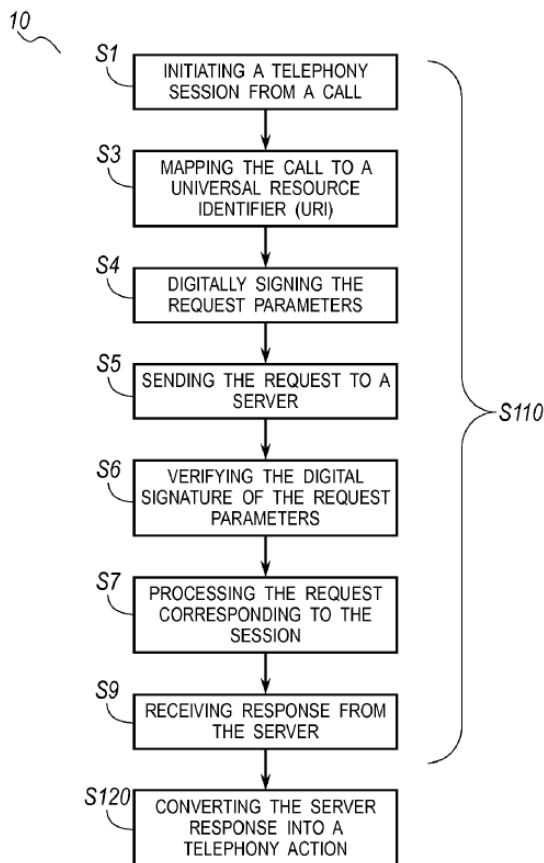 10
S1
INITIATING A TELEPHONY
SESSION FROM A CALL
S3
MAPPING THE CALL TO A
UNIVERSAL RESOURCE
IDENTIFIER (URI)
S4
DIGITALLY SIGNING THE
REQUEST PARAMETERS
S5
SENDING THE REQUEST TO A
SERVER
S110
S6
VERIFYING THE DIGITAL
SIGNATURE OF THE REQUEST
PARAMETERS
S7
PROCESSING THE REQUEST
CORRESPONDING TO THE
SESSION
S9
RECEIVING RESPONSE FROM
THE SERVER
S120
CONVERTING THE SERVER
RESPONSE INTO A
TELEPHONY ACTION